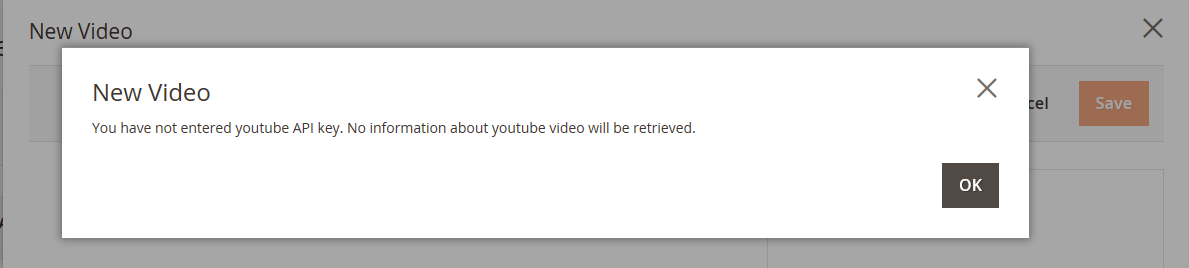 New Video
New Video
You have not entered youtube API key. No information about youtube video will be retrieved.
cel
Save
OK